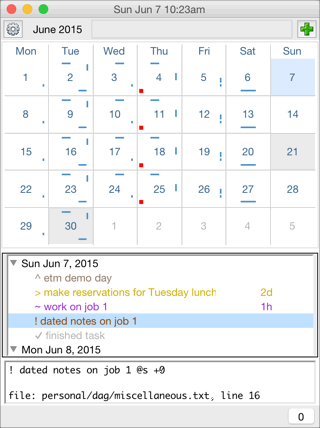 Sun Jun 7 10:23am
June 2015
Mon Tue Wed Thu Fri Sat Sun
1 2 3 4 5 6 7
8 9 10 11 12 13 14
15 16 17 18 19 20 21
22 23 24 25 26 27 28
29 30 1 2 3 4 5
Sun Jun 7, 2015
^ etm demo day
> make reservations for Tuesday lunch 2d
~ work on job 1 1h
! dated notes on job 1
✓ finished task
Mon Jun 8, 2015
! dated notes on job 1 @s +0
file: personal/dag/miscellaneous.txt, line 16
0